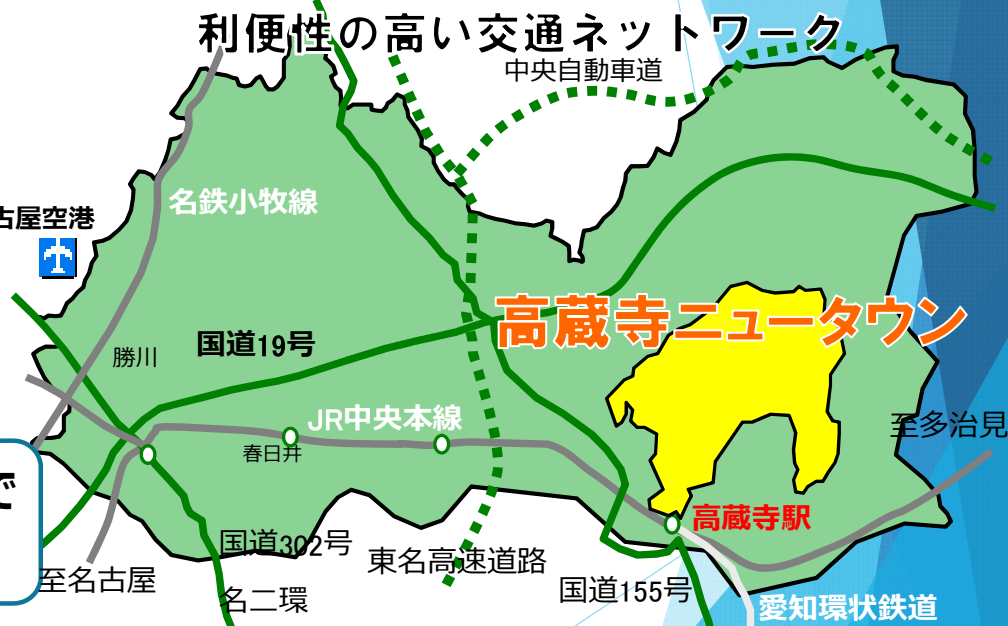 利便性の高い交通ネットワーク
中央自動車道
名鉄小牧線
古屋空港
高蔵寺ニュータウン
国道19号
勝川
JR中央本線
至多治見
春日井
で
高蔵寺駅
国道302号
東名高速道路
至名古屋
国道155号
名二環
愛知環状鉄道